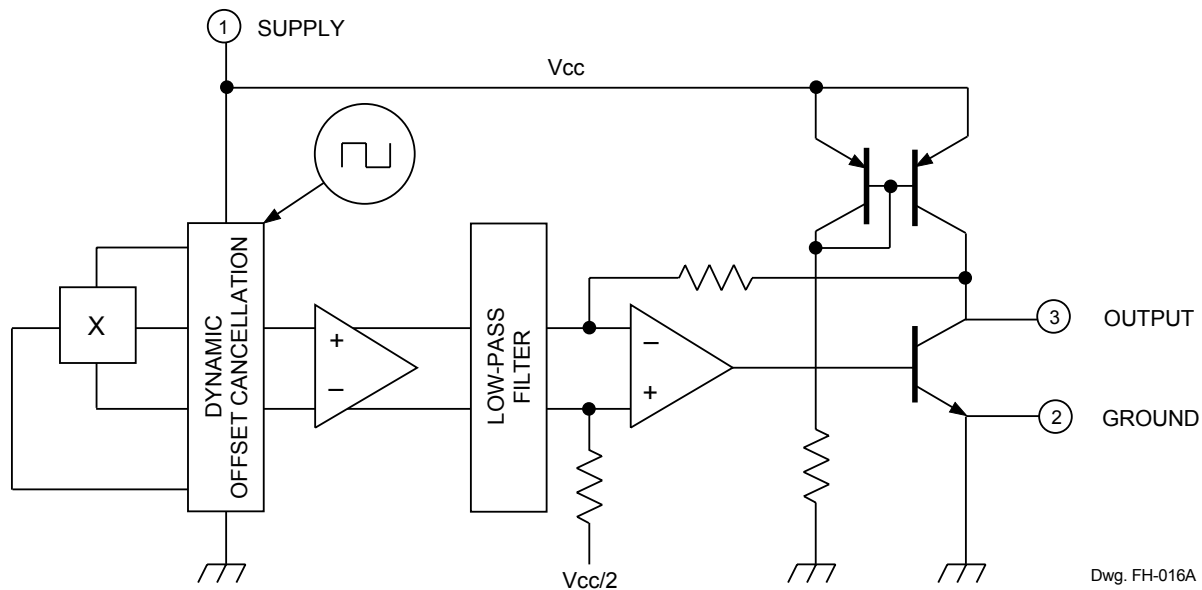 1 SUPPLY
Vcc
X
DYNAMIC
OFFSET CANCELLATION
+
–
LOW-PASS
FILTER
–
+
3 OUTPUT
2 GROUND
Vcc/2
Dwg. FH-016A